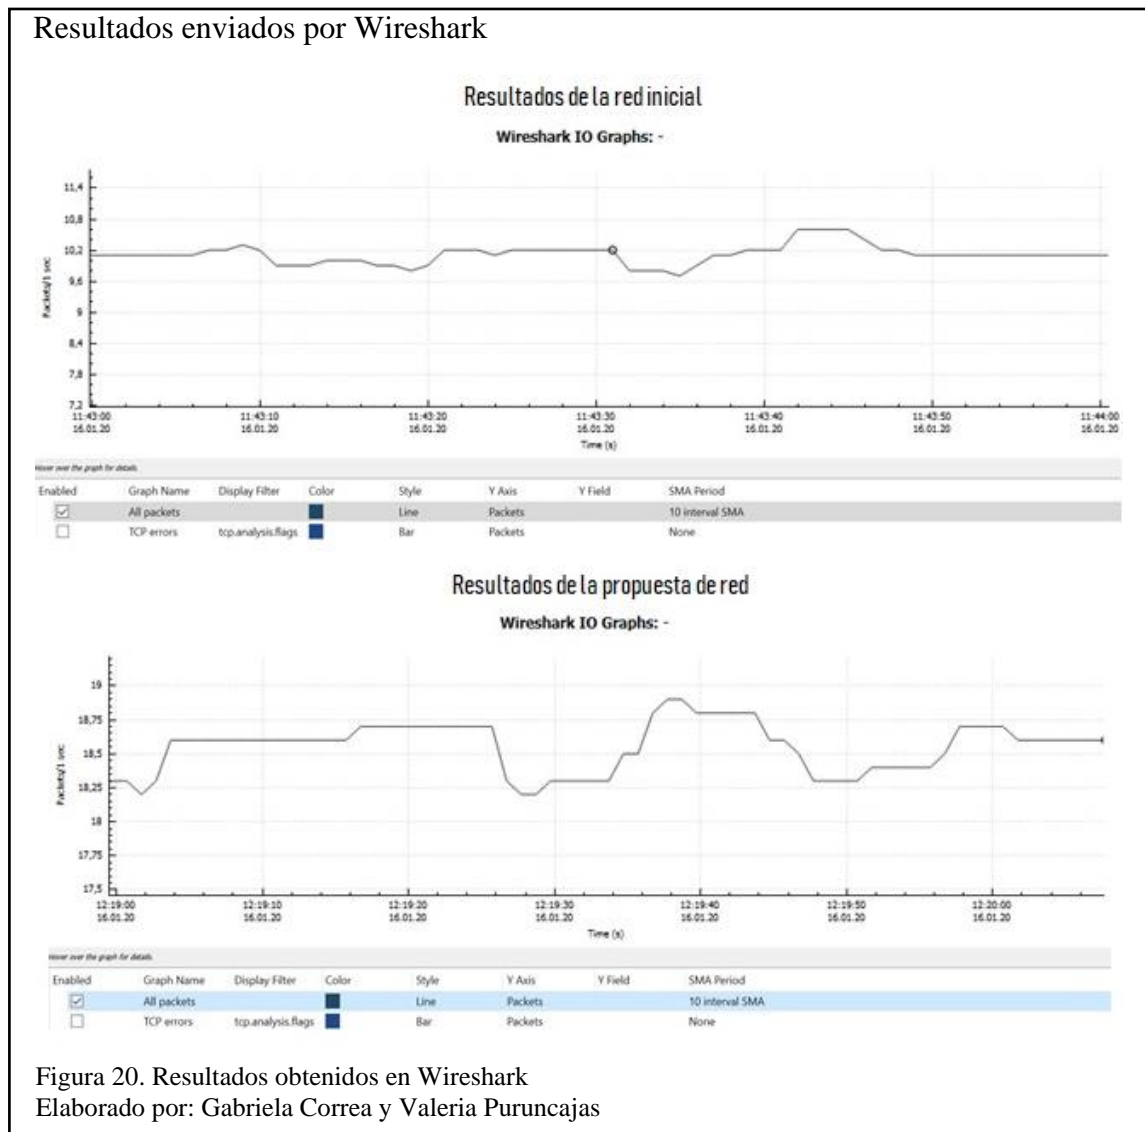 Resultados enviados por Wireshark
Resultados de la red inicial
Wireshark IO Graphs: -
11,4
10,8
10,2
9,6
9
8,4
7,8
7,2
Packets/1 sec
11:43:00 11:43:10 11:43:20 11:43:30 11:43:40 11:43:50 11:44:00
16.01.20 16.01.20 16.01.20 16.01.20 16.01.20 16.01.20 16.01.20
Time (s)
Hover over the graph for details.
Enabled Graph Name Display Filter Color Style Y Axis Y Field SMA Period
All packets Line Packets 10 interval SMA
TCP errors tcp.analysis.flags Bar Packets None
Resultados de la propuesta de red
Wireshark IO Graphs: -
19
18,75
18,5
18,25
18
17,75
17,5
Packets/1 sec
12:19:00 12:19:10 12:19:20 12:19:30 12:19:40 12:19:50 12:20:00
16.01.20 16.01.20 16.01.20 16.01.20 16.01.20 16.01.20 16.01.20
Time (s)
Hover over the graph for details.
Enabled Graph Name Display Filter Color Style Y Axis Y Field SMA Period
All packets Line Packets 10 interval SMA
TCP errors tcp.analysis.flags Bar Packets None
Figura 20. Resultados obtenidos en Wireshark
Elaborado por: Gabriela Correa y Valeria Puruncajas